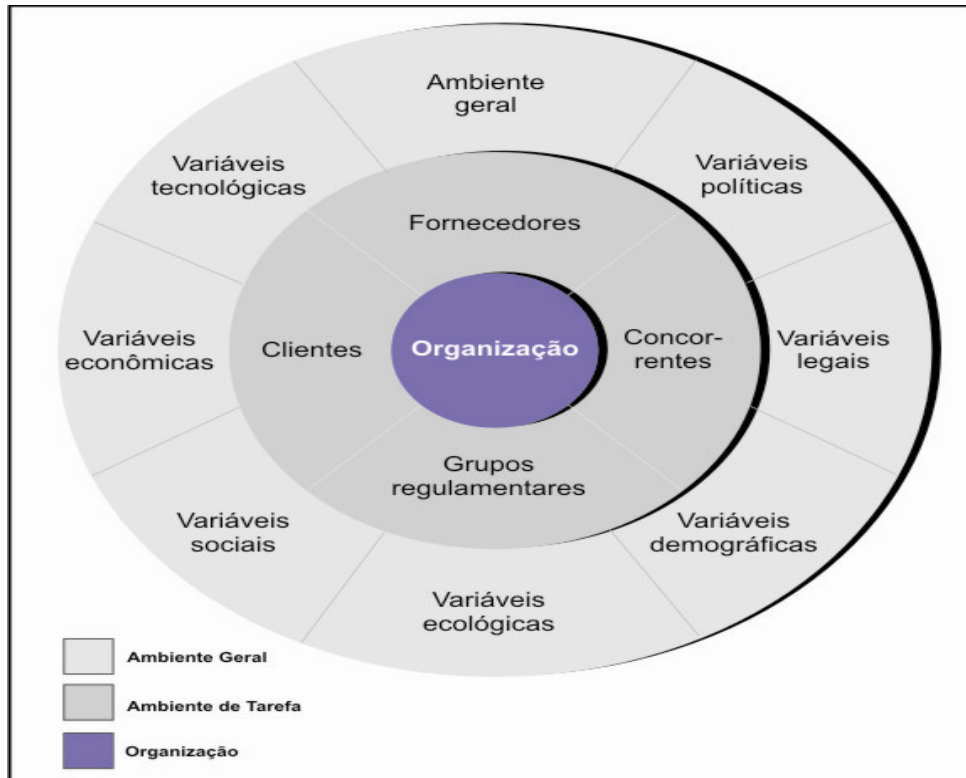 Ambiente
geral
Variáveis
tecnológicas
Variáveis
políticas
Fornecedores
Variáveis
econômicas
Clientes
Organização
Concor-
rentes
Variáveis
legais
Grupos
regulamentares
Variáveis
sociais
Variáveis
demográficas
Variáveis
ecológicas
Ambiente Geral
Ambiente de Tarefa
Organização